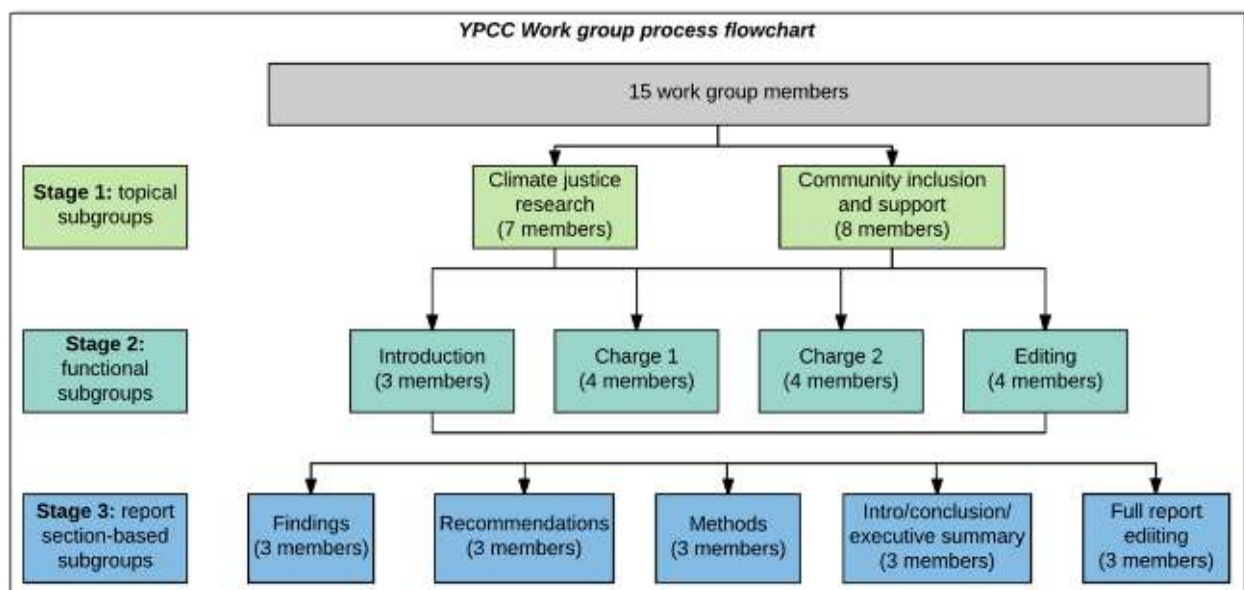 YPCC Work group process flowchart
15 work group members
Stage 1: topical
subgroups
Climate justice
research
(7 members)
Community inclusion
and support
(8 members)
Stage 2:
functional
subgroups
Introduction
(3 members)
Charge 1
(4 members)
Charge 2
(4 members)
Editing
(4 members)
Stage 3: report
section-based
subgroups
Findings
(3 members)
Recommendations
(3 members)
Methods
(3 members)
Intro/conclusion/
executive summary
(3 members)
Full report
ediiting
(3 members)